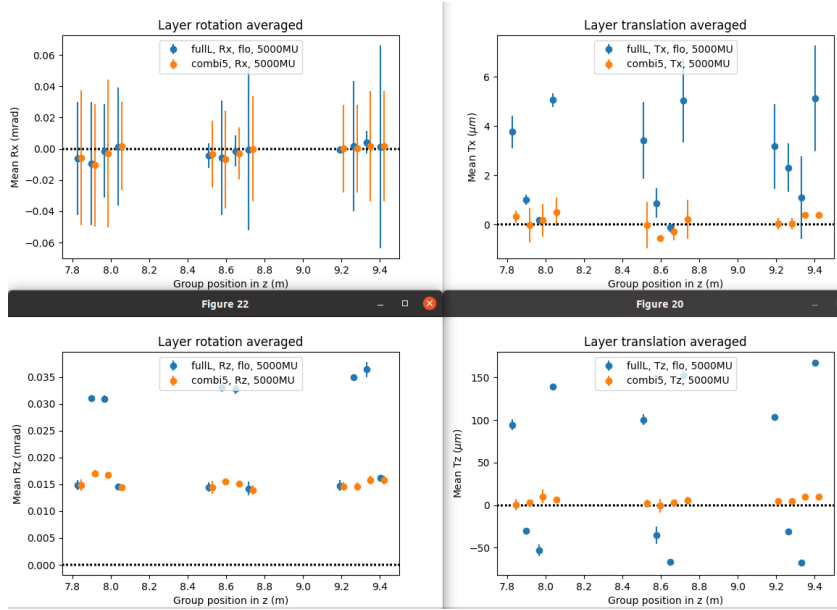 Layer rotation averaged
fullL, Rx, flo, 5000MU
combi5, Rx, 5000MU
Mean Rx (mrad)
0.06
0.04
0.02
0.00
−0.02
−0.04
−0.06
7.8 8.0 8.2 8.4 8.6 8.8 9.0 9.2 9.4
Group position in z (m)
Layer translation averaged
fullL, Tx, flo, 5000MU
combi5, Tx, 5000MU
Mean Tx (μm)
6
4
2
0
7.8 8.0 8.2 8.4 8.6 8.8 9.0 9.2 9.4
Group position in z (m)
Figure 22
Layer rotation averaged
fullL, Rz, flo, 5000MU
combi5, Rz, 5000MU
Mean Rz (mrad)
0.035
0.030
0.025
0.020
0.015
0.010
0.005
0.000
7.8 8.0 8.2 8.4 8.6 8.8 9.0 9.2 9.4
Group position in z (m)
Figure 20
Layer translation averaged
fullL, Tz, flo, 5000MU
combi5, Tz, 5000MU
Mean Tz (μm)
150
100
50
0
−50
7.8 8.0 8.2 8.4 8.6 8.8 9.0 9.2 9.4
Group position in z (m)